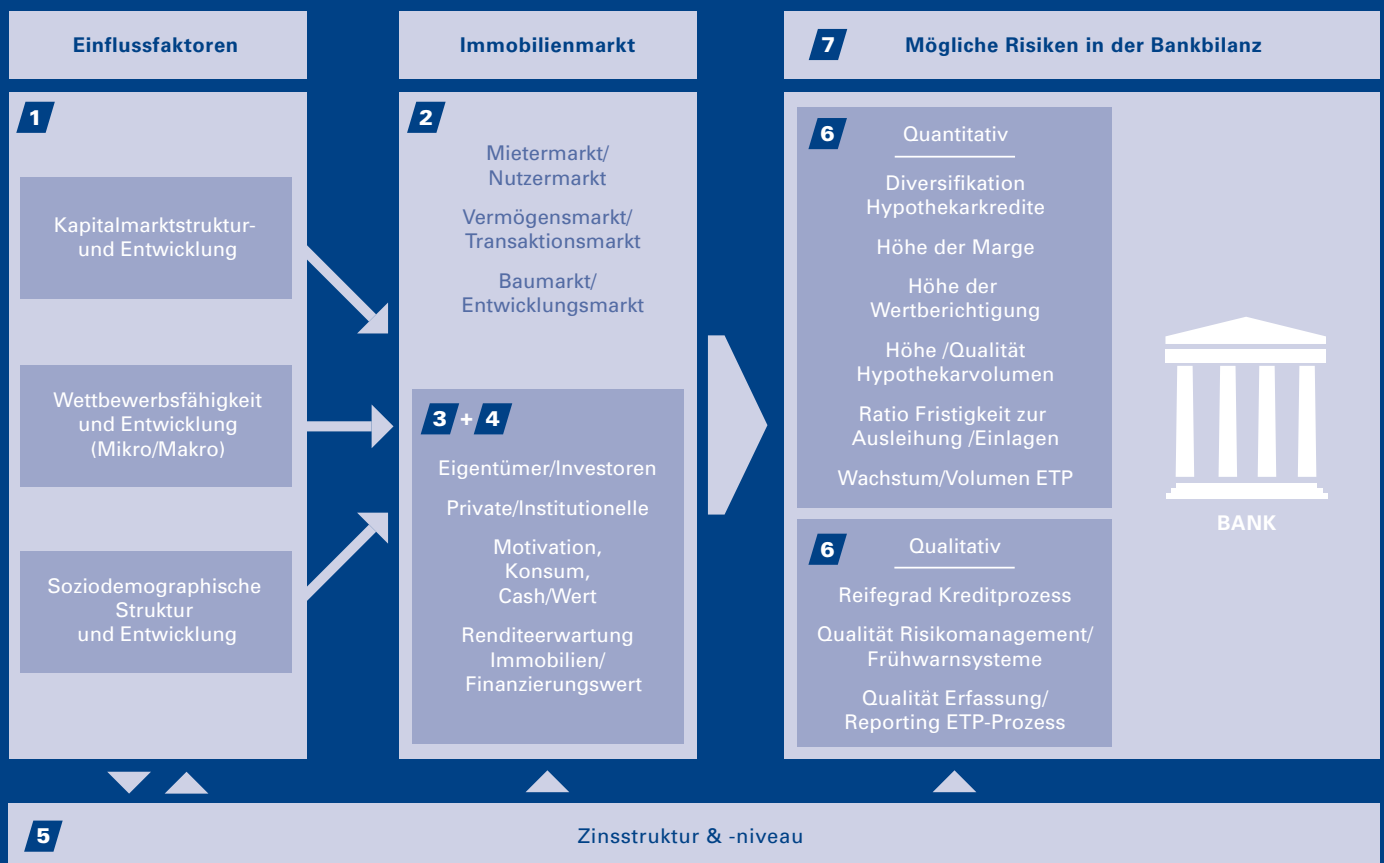 Einflussfaktoren
1
Kapitalmarktstruktur-
und Entwicklung
Wettbewerbsfähigkeit
und Entwicklung
(Mikro/Makro)
Soziodemographische
Struktur
und Entwicklung
Immobilienmarkt
2
Mietermarkt/
Nutzermarkt
Vermögensmarkt/
Transaktionsmarkt
Baumarkt/
Entwicklungsmarkt
3 + 4
Eigentümer/Investoren
Private/Institutionelle
Motivation,
Konsum,
Cash/Wert
Renditeerwartung
Immobilien/
Finanzierungswert
7 Mögliche Risiken in der Bankbilanz
6 Quantitativ
Diversifikation
Hypothekarkredite
Höhe der Marge
Höhe der
Wertberichtigung
Höhe /Qualität
Hypothekarvolumen
Ratio Fristigkeit zur
Ausleihung /Einlagen
Wachstum/Volumen ETP
6 Qualitativ
Reifegrad Kreditprozess
Qualität Risikomanagement/
Frühwarnsysteme
Qualität Erfassung/
Reporting ETP-Prozess
BANK
5 Zinsstruktur & -niveau